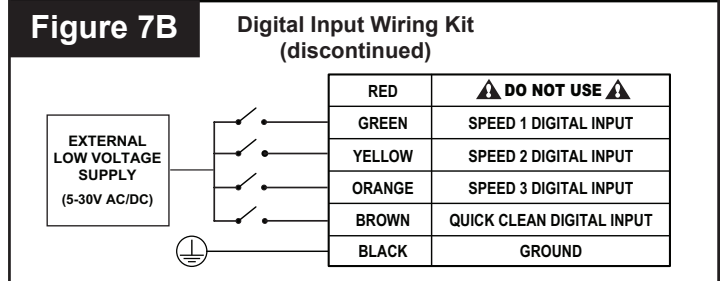 Figure 7B
Digital Input Wiring Kit
(discontinued)
EXTERNAL
LOW VOLTAGE
SUPPLY
(5-30V AC/DC)
RED DO NOT USE
GREEN SPEED 1 DIGITAL INPUT
YELLOW SPEED 2 DIGITAL INPUT
ORANGE SPEED 3 DIGITAL INPUT
BROWN QUICK CLEAN DIGITAL INPUT
BLACK GROUND